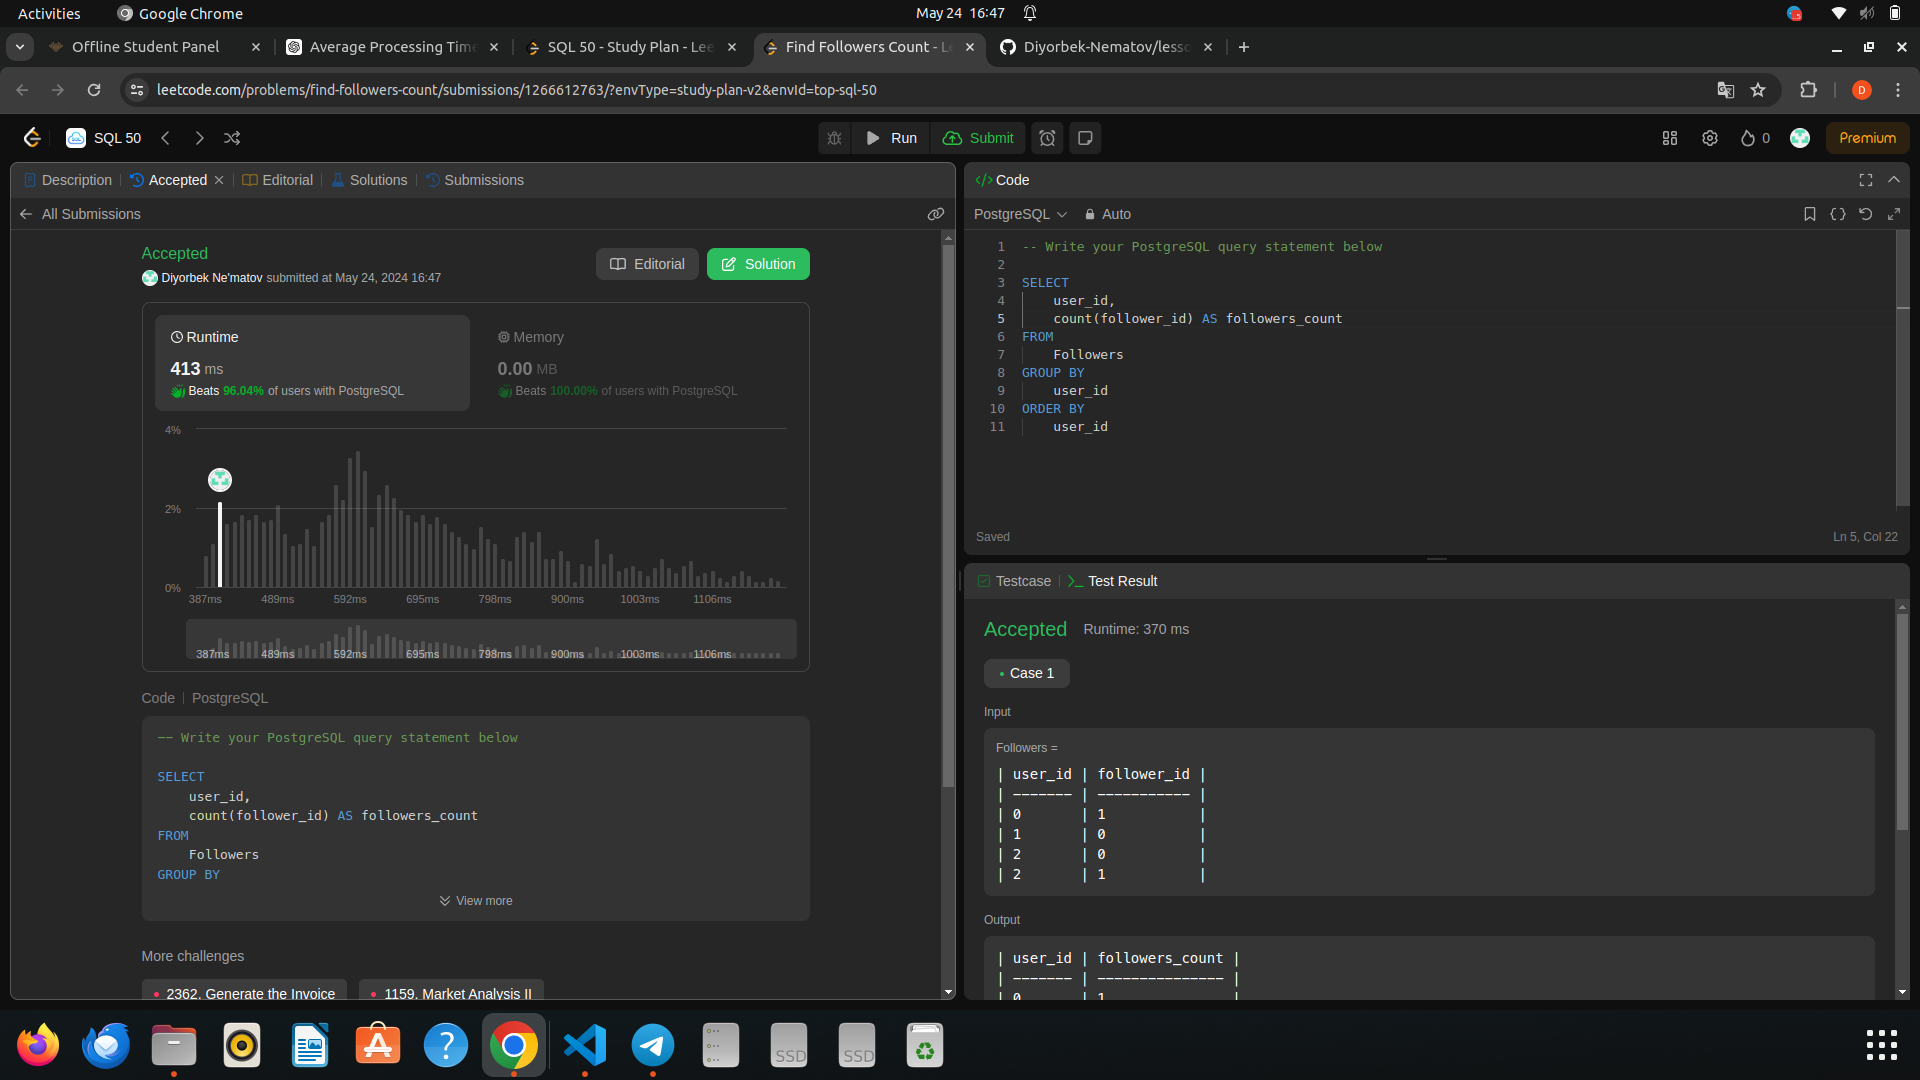 Activities
Google Chrome
May 24 16:47
Offline Student Panel
Average Processing Time
SQL 50 - Study Plan - Lee
Find Followers Count - Le
Diyorbek-Nematov/lesso
leetcode.com/problems/find-followers-count/submissions/1266612763/?envType=study-plan-v2&envId=top-sql-50
D
SQL 50
Run
Submit
0
Premium
Description
Accepted
Editorial
Solutions
Submissions
All Submissions
Accepted
Diyorbek Ne'matov submitted at May 24, 2024 16:47
Editorial
Solution
Runtime
413 ms
Beats 96.04% of users with PostgreSQL
Memory
0.00 MB
Beats 100.00% of users with PostgreSQL
4%
2%
0%
387ms 489ms 592ms 695ms 798ms 900ms 1003ms 1106ms
387ms 489ms 592ms 695ms 798ms 900ms 1003ms 1106ms
Code | PostgreSQL
-- Write your PostgreSQL query statement below
SELECT
user_id,
count(follower_id) AS followers_count
FROM
Followers
GROUP BY
View more
More challenges
2362. Generate the Invoice
1159. Market Analysis II
</> Code
PostgreSQL
Auto
1 -- Write your PostgreSQL query statement below
2
3 SELECT
4 user_id,
5 count(follower_id) AS followers_count
6 FROM
7 Followers
8 GROUP BY
9 user_id
10 ORDER BY
11 user_id
Saved
Ln 5, Col 22
Testcase
Test Result
Accepted Runtime: 370 ms
Case 1
Input
Followers =
| user_id | follower_id |
| ------- | ----------- |
| 0 | 1 |
| 1 | 0 |
| 2 | 0 |
| 2 | 1 |
Output
| user_id | followers_count |
| ------- | --------------- |
| 0 | 1 |
SSD
SSD